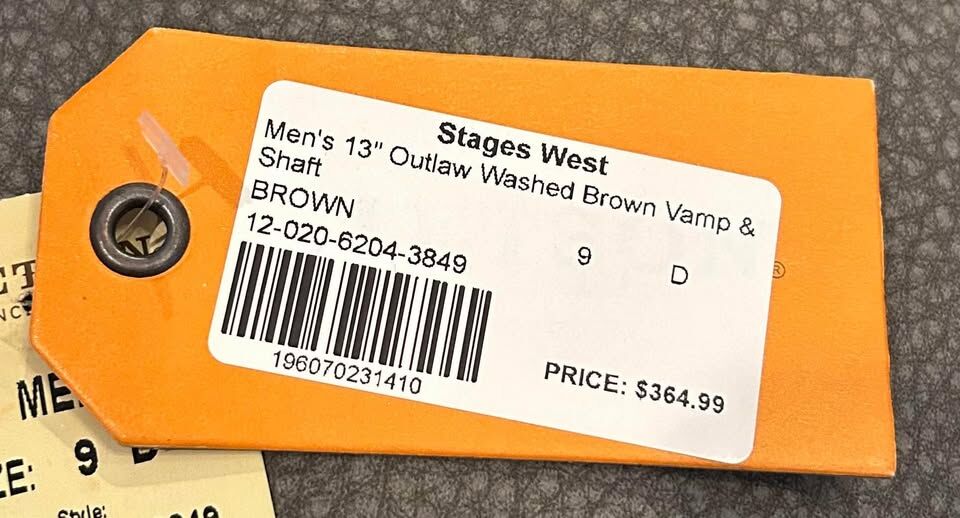 Stages West
Men's 13" Outlaw Washed Brown Vamp &
Shaft
BROWN
12-020-6204-3849
9 D
196070231410
PRICE: $364.99
®
9